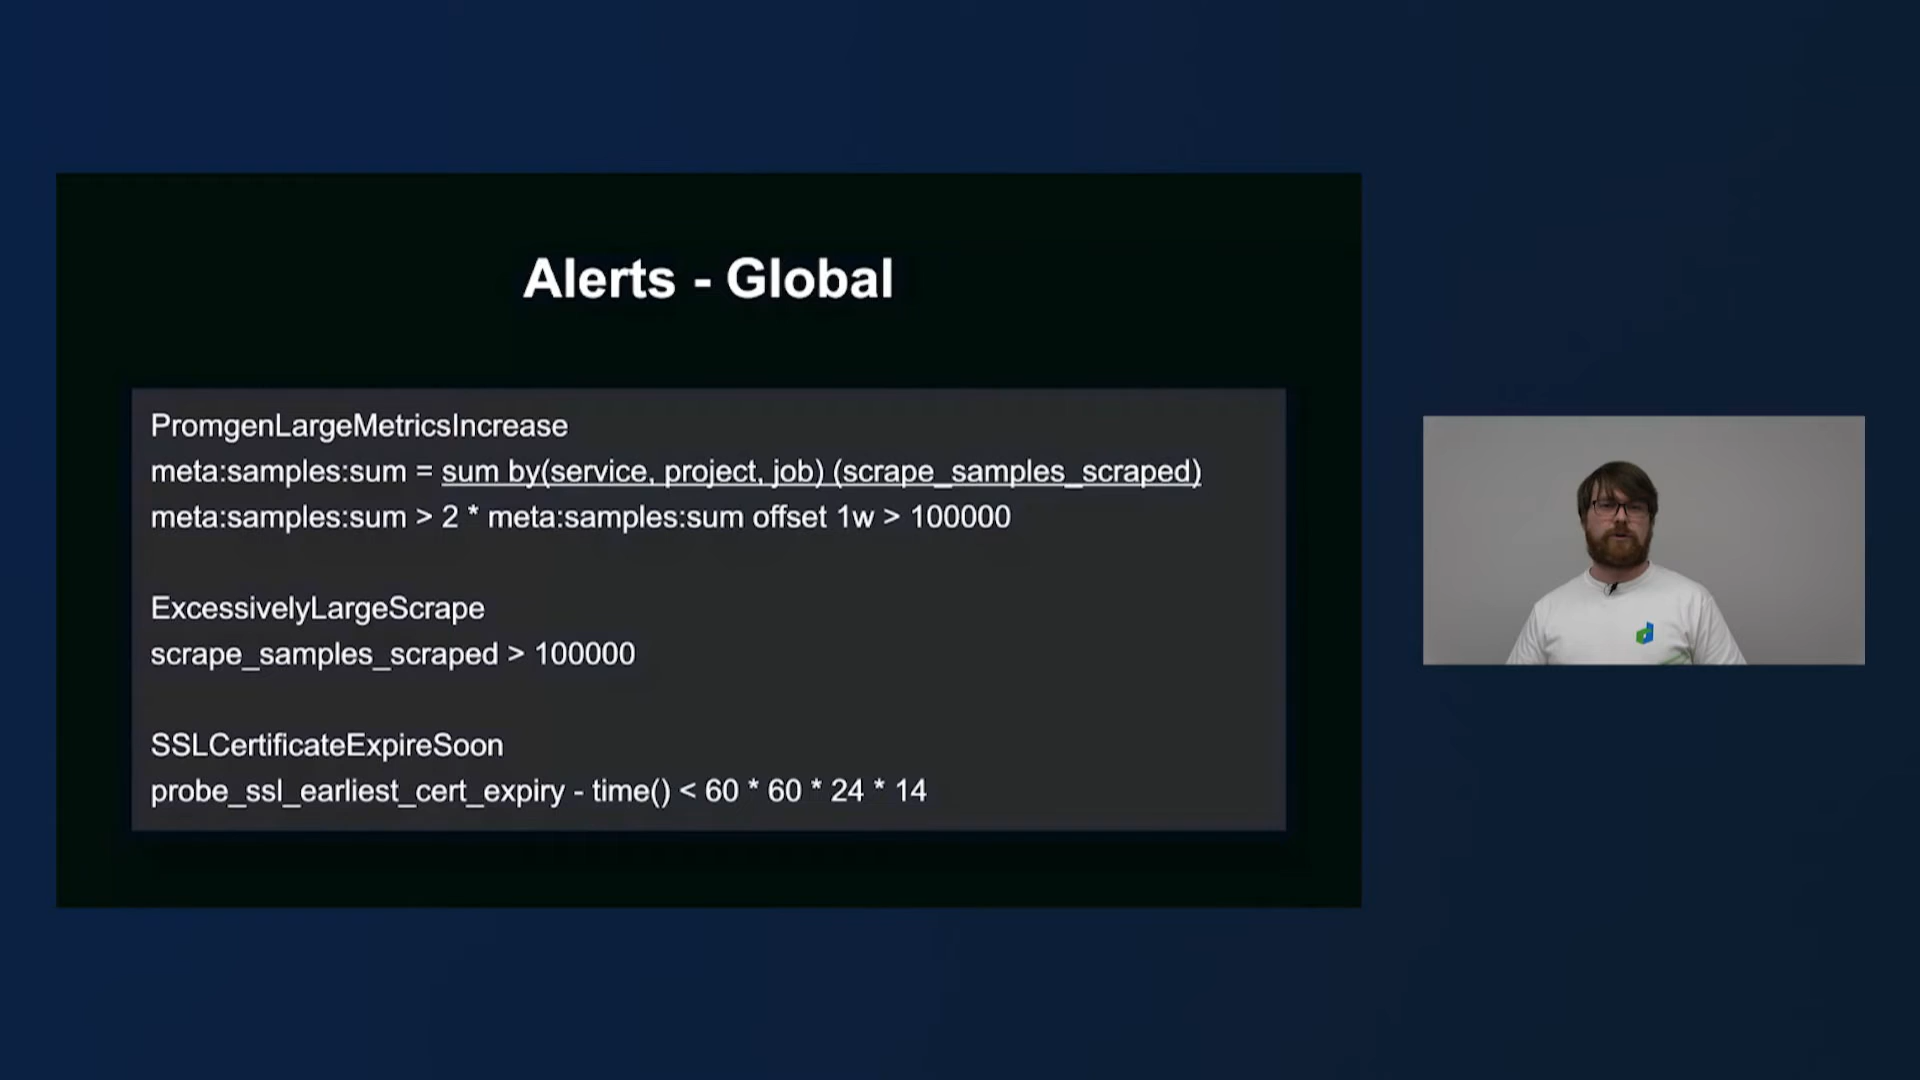 Alerts - Global
PromgenLargeMetricsIncrease
meta:samples:sum = sum by(service, project, job) (scrape_samples_scraped)
meta:samples:sum > 2 * meta:samples:sum offset 1w > 100000
ExcessivelyLargeScrape
scrape_samples_scraped > 100000
SSLCertificateExpireSoon
probe_ssl_earliest_cert_expiry - time() < 60 * 60 * 24 * 14